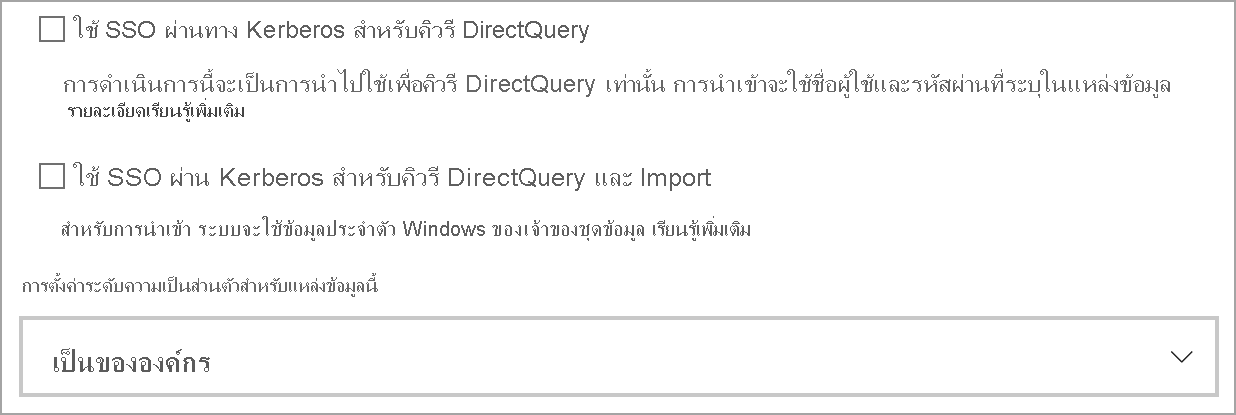 ใช้ SSO ผ่านทาง Kerberos สำหรับคิวรี DirectQuery
การดำเนินการนี้จะเป็นการนำไปใช้เพื่อคิวรี DirectQuery เท่านั้น การนำเข้าจะใช้ชื่อผู้ใช้และรหัสผ่านที่ระบุในแหล่งข้อมูล
รายละเอียดเรียนรู้เพิ่มเติม
ใช้ SSO ผ่าน Kerberos สำหรับคิวรี DirectQuery และ Import
สำหรับการนำเข้า ระบบจะใช้ข้อมูลประจำตัว Windows ของเจ้าของชุดข้อมูล เรียนรู้เพิ่มเติม
การตั้งค่าระดับความเป็นส่วนตัวสำหรับแหล่งข้อมูลนี้
เป็นขององค์กร